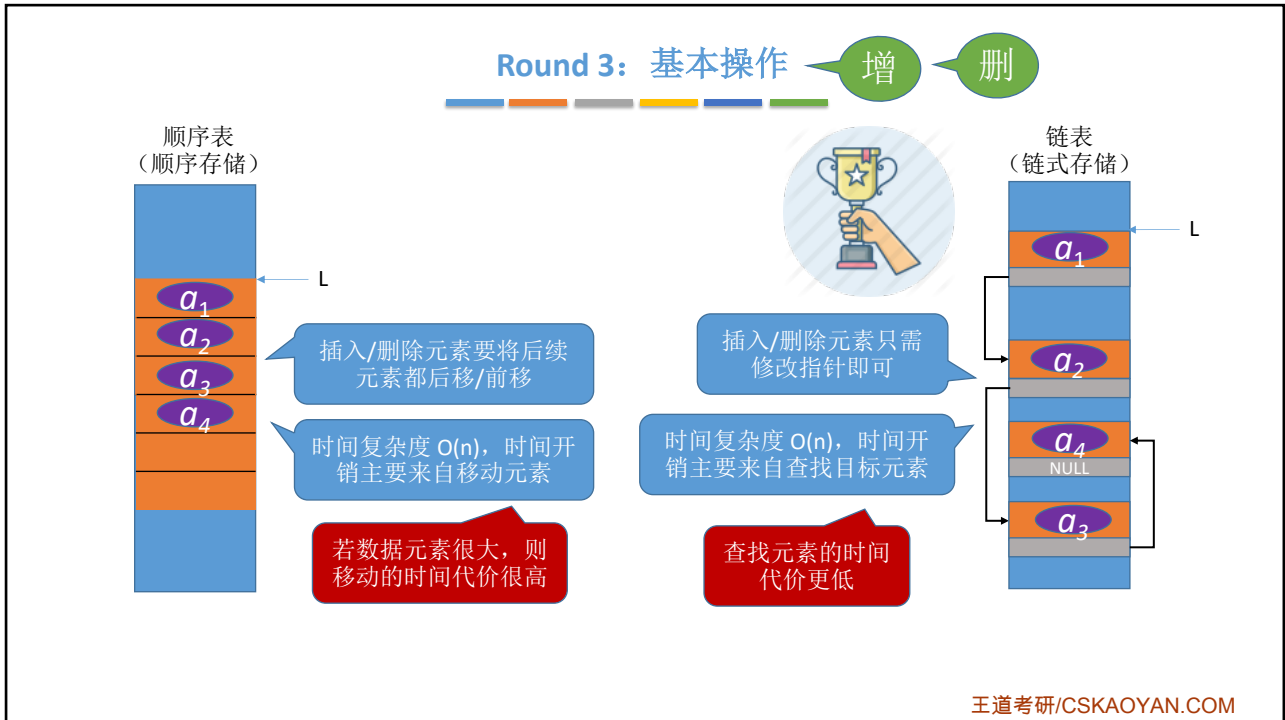 Round 3：基本操作
增
删
顺序表
（顺序存储）
L
a1
a2
a3
a4
插入/删除元素要将后续
元素都后移/前移
时间复杂度 O(n)，时间开
销主要来自移动元素
若数据元素很大，则
移动的时间代价很高
链表
（链式存储）
L
a1
a2
a4
NULL
a3
插入/删除元素只需
修改指针即可
时间复杂度 O(n)，时间开
销主要来自查找目标元素
查找元素的时间
代价更低
王道考研/CSKAOYAN.COM